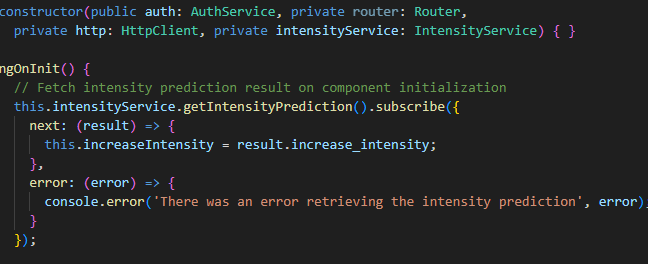 constructor(public auth: AuthService, private router: Router,
private http: HttpClient, private intensityService: IntensityService) { }
ngOnInit() {
// Fetch intensity prediction result on component initialization
this.intensityService.getIntensityPrediction().subscribe({
next: (result) => {
this.increaseIntensity = result.increase_intensity;
},
error: (error) => {
console.error('There was an error retrieving the intensity prediction', error);
}
});